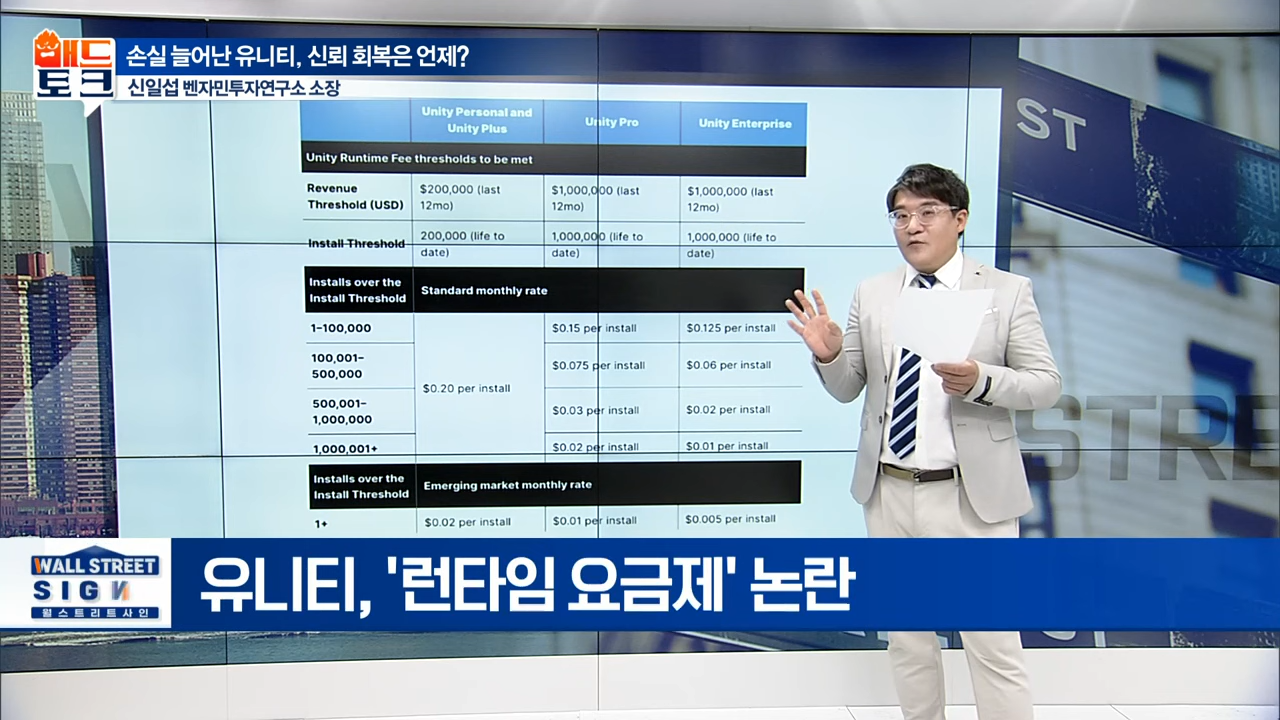 매드
토크
손실 늘어난 유니티, 신뢰 회복은 언제?
신일섭 벤자민투자연구소 소장
Unity Personal and
Unity Plus
Unity Pro
Unity Enterprise
Unity Runtime Fee thresholds to be met
Revenue
Threshold (USD)
$200,000 (last
12mo)
$1,000,000 (last
12mo)
$1,000,000 (last
12mo)
Install Threshold
200,000 (life to
date)
1,000,000 (life to
date)
1,000,000 (life to
date)
Installs over the
Install Threshold
Standard monthly rate
1-100,000
$0.15 per install
$0.125 per install
100,001-
500,000
$0.075 per install
$0.06 per install
$0.20 per install
500,001-
1,000,000
$0.03 per install
$0.02 per install
1,000,001+
$0.02 per install
$0.01 per install
Installs over the
Install Threshold
Emerging market monthly rate
1+
$0.02 per install
$0.01 per install
$0.005 per install
ST
STRE
WALL STREET
SIGN
월스트리트사인
유니티, '런타임 요금제' 논란